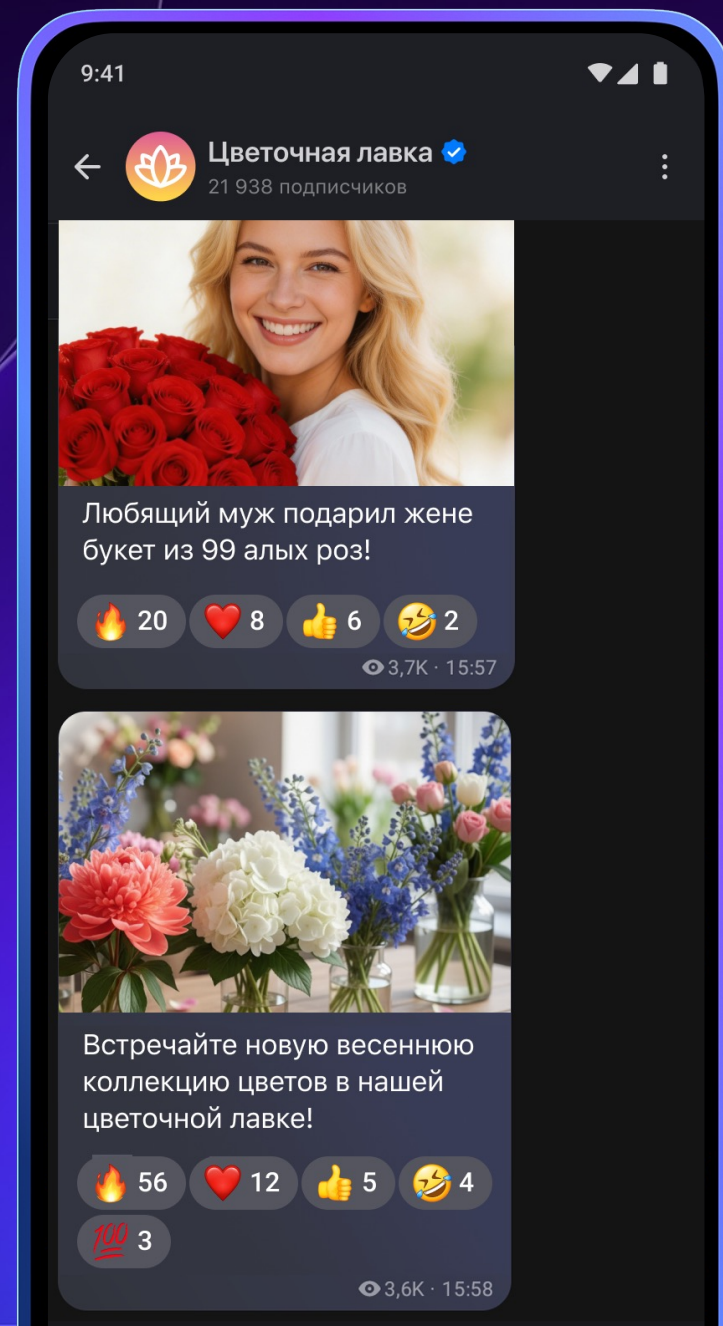 9:41
Цветочная лавка
21 938 подписчиков
Любящий муж подарил жене
букет из 99 алых роз!
🔥 20 ❤️ 8 👍 6 🤣 2
3,7K · 15:57
Встречайте новую весеннюю
коллекцию цветов в нашей
цветочной лавке!
🔥 56 ❤️ 12 👍 5 🤣 4
💯 3
3,6K · 15:58